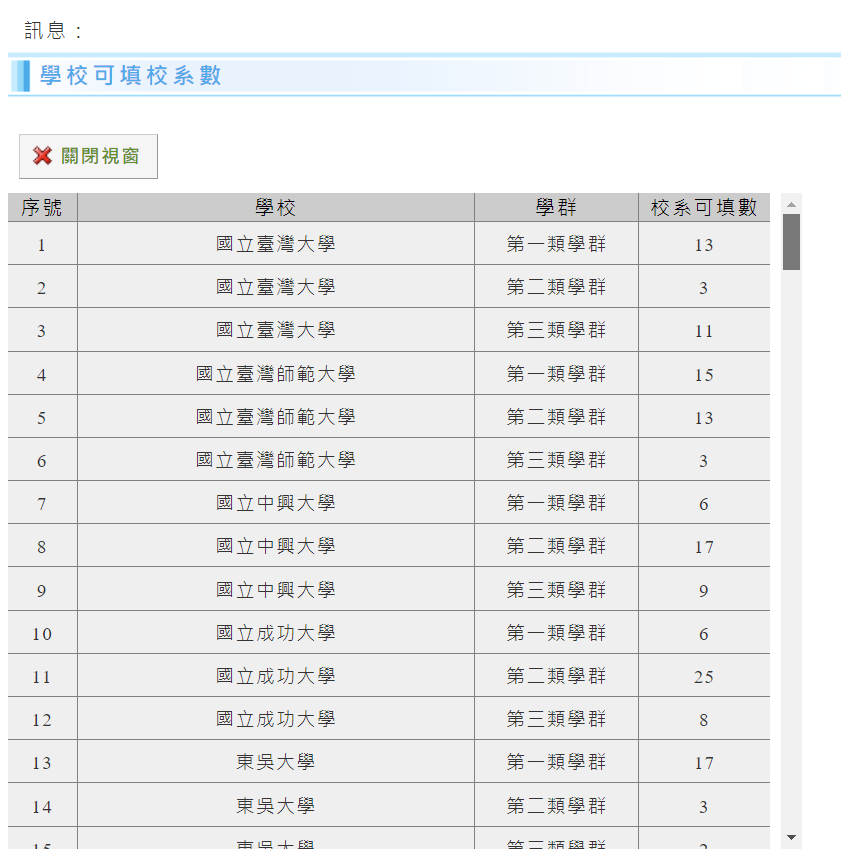 訊息：
學校可填校系數
關閉視窗
序號 學校 學群 校系可填數
1 國立臺灣大學 第一類學群 13
2 國立臺灣大學 第二類學群 3
3 國立臺灣大學 第三類學群 11
4 國立臺灣師範大學 第一類學群 15
5 國立臺灣師範大學 第二類學群 13
6 國立臺灣師範大學 第三類學群 3
7 國立中興大學 第一類學群 6
8 國立中興大學 第二類學群 17
9 國立中興大學 第三類學群 9
10 國立成功大學 第一類學群 6
11 國立成功大學 第二類學群 25
12 國立成功大學 第三類學群 8
13 東吳大學 第一類學群 17
14 東吳大學 第二類學群 3
15 東吳大學 第三類學群